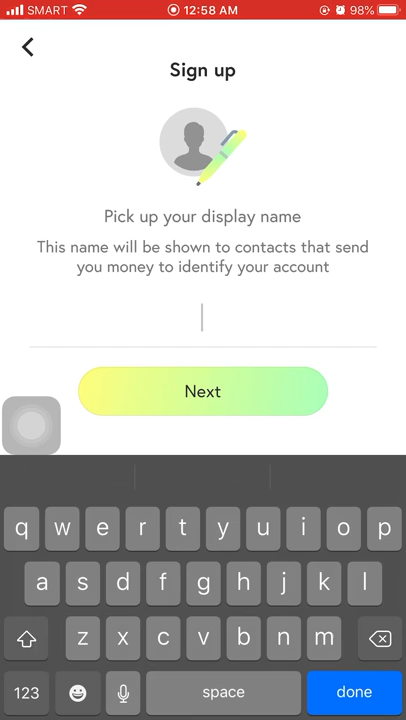 SMART 12:58 AM 98%
Sign up
Pick up your display name
This name will be shown to contacts that send
you money to identify your account
Next
q w e r t y u i o p
a s d f g h j k l
z x c v b n m
123 space done